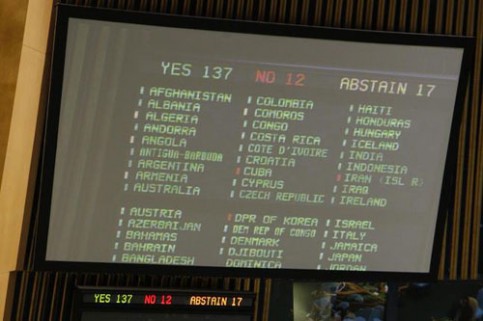 YES 137 NO 12 ABSTAIN 17
AFGHANISTAN
ALBANIA
ALGERIA
ANDORRA
ANGOLA
ANTIGUA-BARBUDA
ARGENTINA
ARMENIA
AUSTRALIA
AUSTRIA
AZERBAIJAN
BAHAMAS
BAHRAIN
BANGLADESH
COLOMBIA
COMOROS
CONGO
COSTA RICA
COTE D'IVOIRE
CROATIA
CUBA
CYPRUS
CZECH REPUBLIC
DPR OF KOREA
DEM REP OF CONGO
DENMARK
DJIBOUTI
DOMINICA
HAITI
HONDURAS
HUNGARY
ICELAND
INDIA
INDONESIA
IRAN (ISL R)
IRAQ
IRELAND
ISRAEL
ITALY
JAMAICA
JAPAN
JORDAN
YES 137 NO 12 ABSTAIN 17